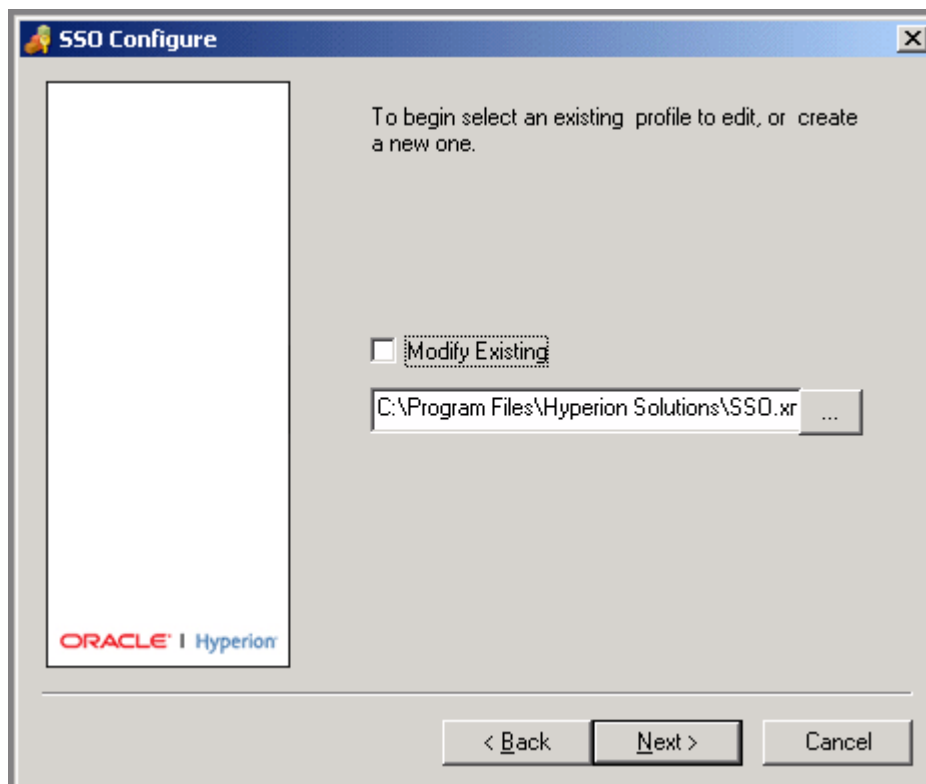 SSO Configure
To begin select an existing profile to edit, or create
a new one.
Modify Existing
C:\Program Files\Hyperion Solutions\SSO.xr
...
ORACLE | Hyperion
< Back
Next >
Cancel